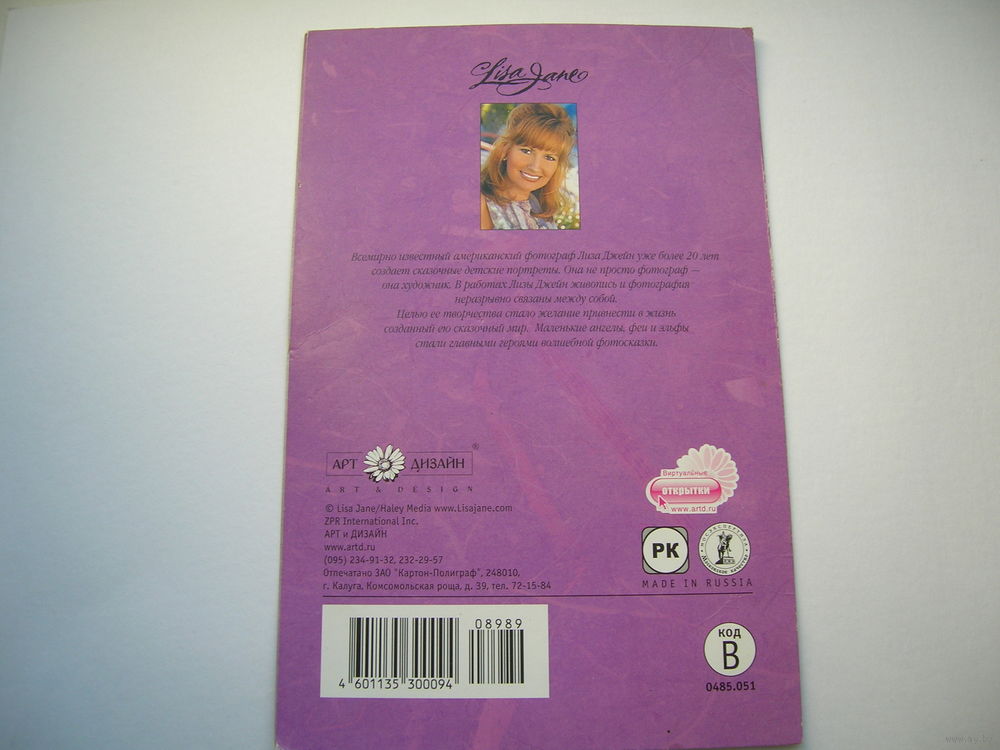 Lisa Jane
Всемирно известный американский фотограф Лиза Джейн уже более 20 лет
создает сказочные детские портреты. Она не просто фотограф —
она художник. В работах Лизы Джейн живопись и фотография
неразрывно связаны между собой.
Целью ее творчества стало желание привнести в жизнь
созданный ею сказочный мир. Маленькие ангелы, феи и эльфы
стали главными героями волшебной фотосказки.
АРТ ДИЗАЙН ®
ART & DESIGN
© Lisa Jane/Haley Media www.Lisajane.com
ZPR International Inc.
АРТ и ДИЗАЙН
www.artd.ru
(095) 234-91-32, 232-29-57
Отпечатано ЗАО "Картон-Полиграф", 248010,
г. Калуга, Комсомольская роща, д. 39, тел. 72-15-84
Виртуальные
открытки
www.artd.ru
РК
МОСЭКСПЕРТИЗА
Московское качество
MADE IN RUSSIA
08989
4 601135 300094
КОД
В
0485.051